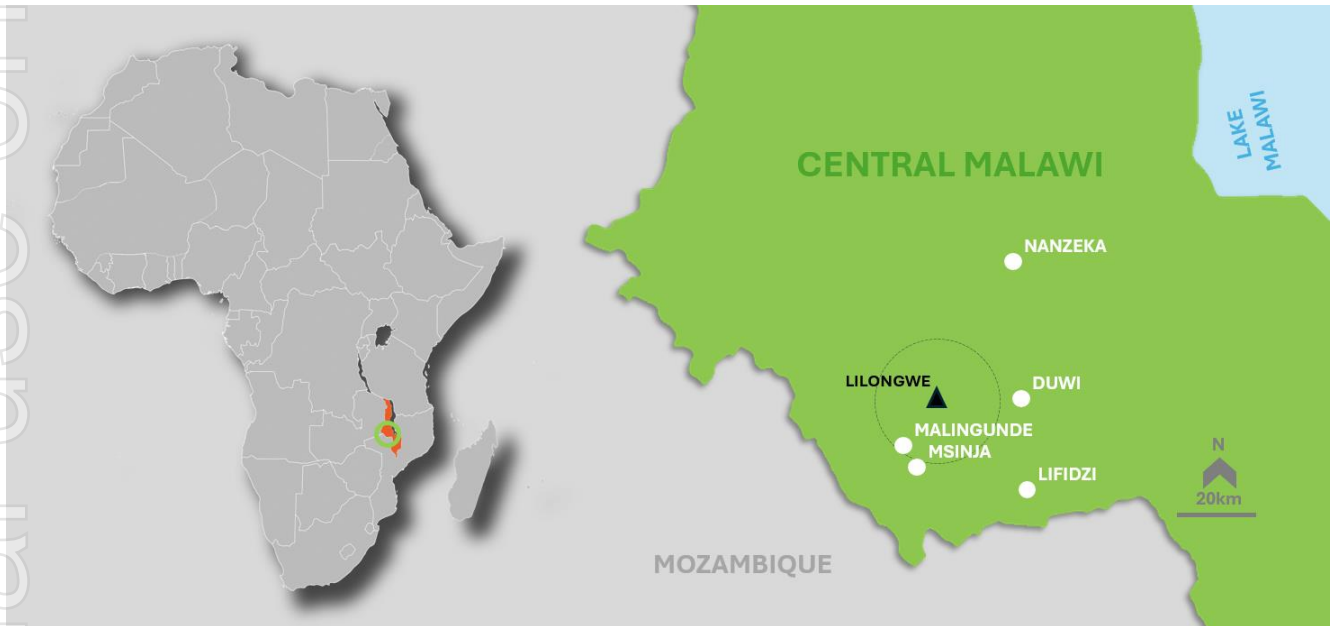 CENTRAL MALAWI
LAKE
MALAWI
NANZEKA
LILONGWE
DUWI
MALINGUNDE
MSINJA
LIFIDZI
N
20km
MOZAMBIQUE